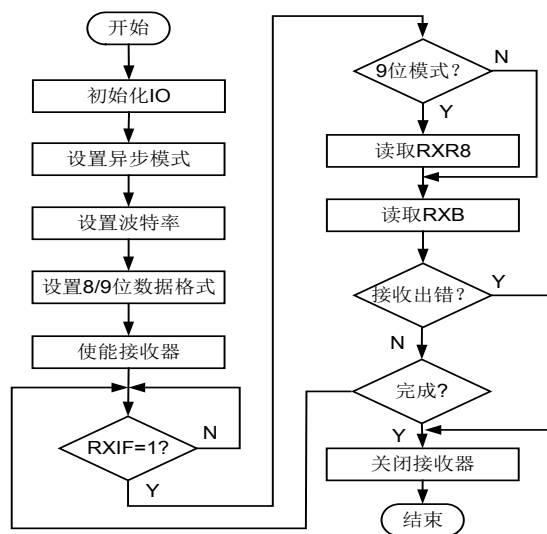 开始
初始化IO
设置异步模式
设置波特率
设置8/9位数据格式
使能接收器
RXIF=1?
N
Y
9位模式?
N
Y
读取RXR8
读取RXB
接收出错?
Y
N
完成?
Y
关闭接收器
结束